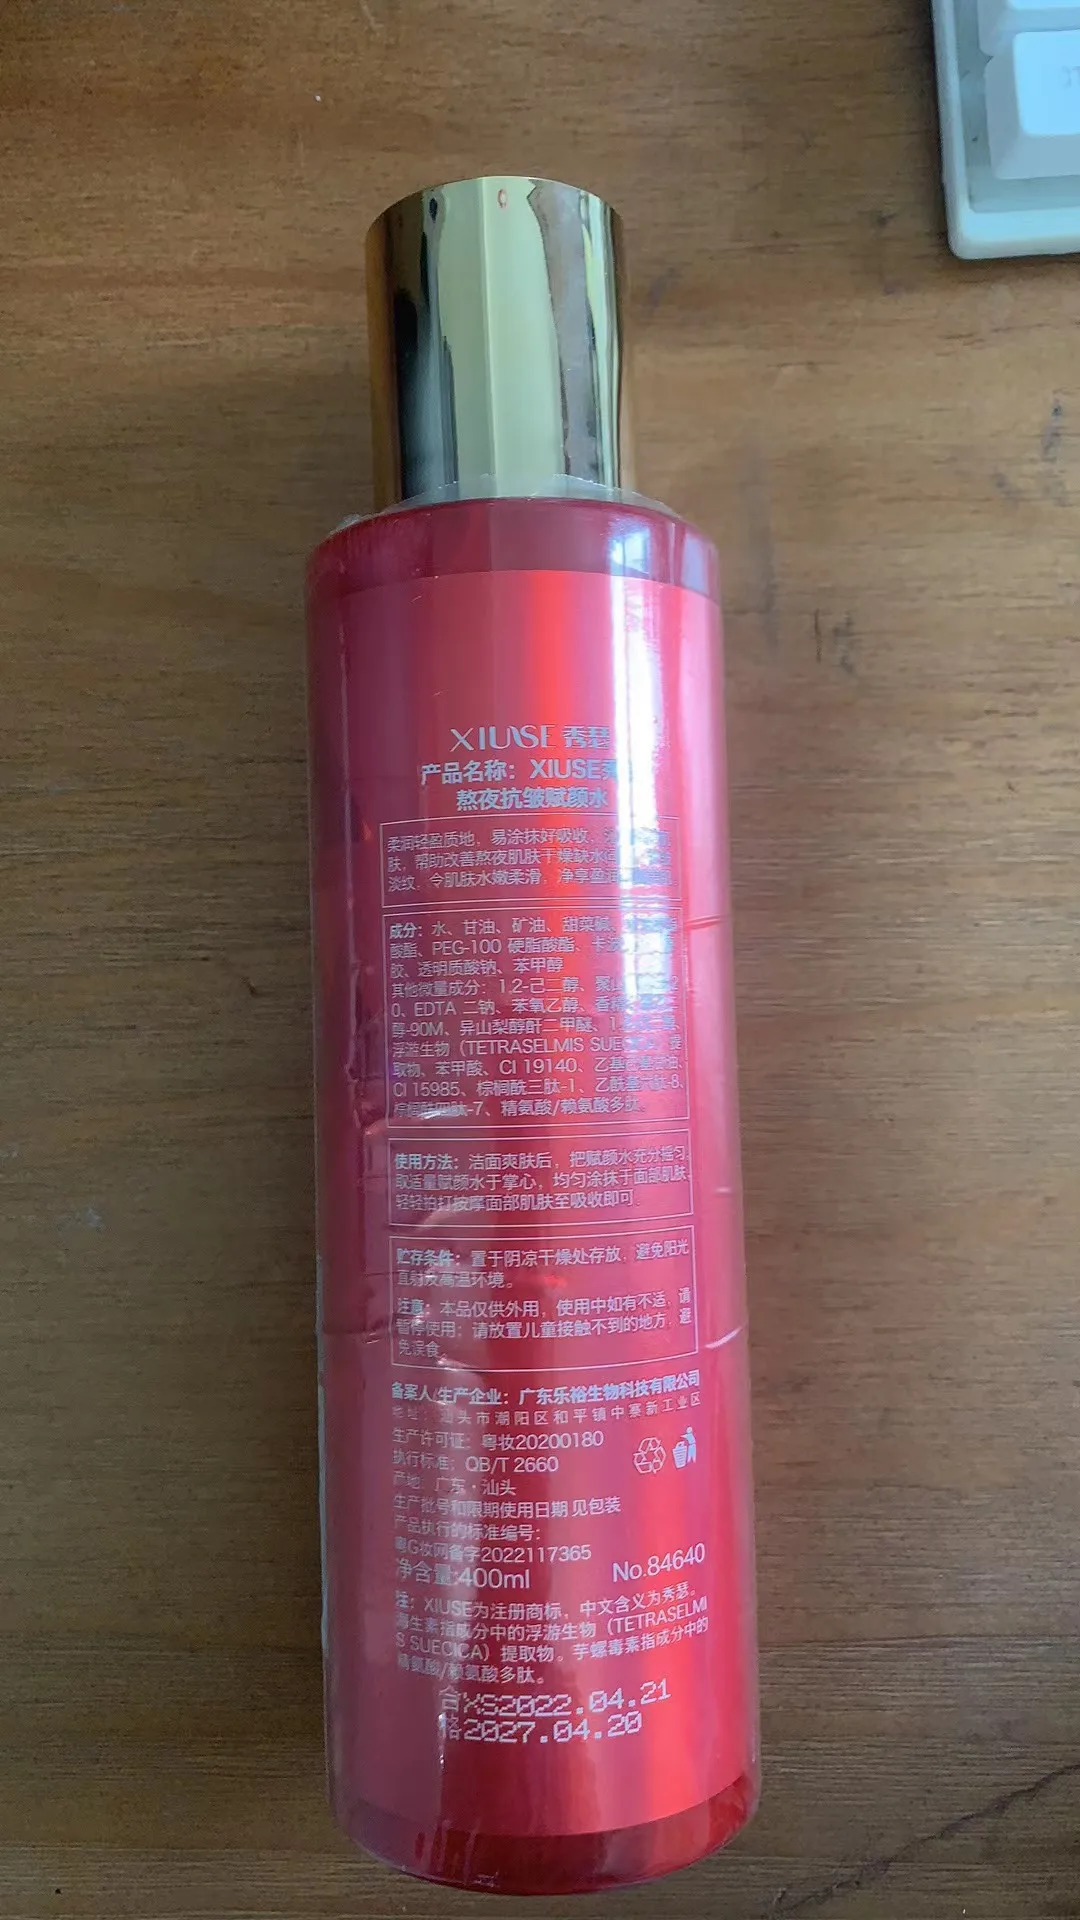 XIUSE 秀瑟
产品名称：XIUSE秀
熬夜抗皱赋颜水
柔润轻盈质地，易涂抹好吸收，
肤，帮助改善熬夜肌肤干燥缺水
淡纹，令肌肤水嫩柔滑，净享盈润
成分：水、甘油、矿油、甜菜碱、
酸酯、PEG-100 硬脂酸酯、卡波
胶、透明质酸钠、苯甲醇
其他微量成分：1,2-己二醇、聚山
0、EDTA 二钠、苯氧乙醇、香精、
醇-90M、异山梨醇酐二甲醚、
浮游生物（TETRASELMIS SUECICA）提
取物、苯甲酸、CI 19140、乙基己基甘油、
CI 15985、棕榈酰三肽-1、乙酰基六肽-8、
棕榈酰四肽-7、精氨酸/赖氨酸多肽。
使用方法：洁面爽肤后，把赋颜水充分摇匀，
取适量赋颜水于掌心，均匀涂抹于面部肌肤，
轻轻拍打按摩面部肌肤至吸收即可。
贮存条件：置于阴凉干燥处存放，避免阳光
直射及高温环境。
注意：本品仅供外用，使用中如有不适，请
暂停使用；请放置儿童接触不到的地方，避
免误食。
备案人/生产企业：广东乐裕生物科技有限公司
地址：汕头市潮阳区和平镇中寨新工业区
生产许可证：粤妆20200180
执行标准：QB/T 2660
产地：广东·汕头
生产批号和限期使用日期 见包装
产品执行的标准编号：
粤G妆网备字2022117365
净含量:400ml No.84640
注：XIUSE为注册商标，中文含义为秀瑟。
海生素指成分中的浮游生物（TETRASELMI
S SUECICA）提取物。芋螺毒素指成分中的
精氨酸/赖氨酸多肽。
合XS2022.04.21
格2027.04.20